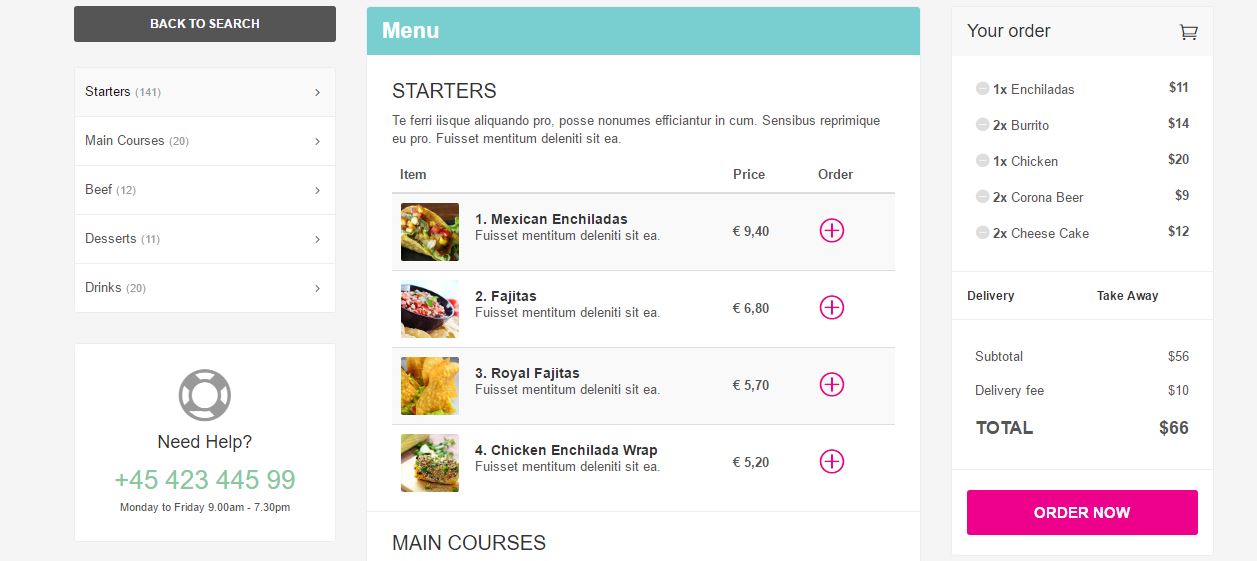 BACK TO SEARCH
Starters (141)
Main Courses (20)
Beef (12)
Desserts (11)
Drinks (20)
Need Help?
+45 423 445 99
Monday to Friday 9.00am - 7.30pm
Menu
STARTERS
Te ferri iisque aliquando pro, posse nonumes efficiantur in cum. Sensibus reprimique
eu pro. Fuisset mentitum deleniti sit ea.
Item Price Order
1. Mexican Enchiladas
Fuisset mentitum deleniti sit ea.
€ 9,40
2. Fajitas
Fuisset mentitum deleniti sit ea.
€ 6,80
3. Royal Fajitas
Fuisset mentitum deleniti sit ea.
€ 5,70
4. Chicken Enchilada Wrap
Fuisset mentitum deleniti sit ea.
€ 5,20
MAIN COURSES
Your order
1x Enchiladas $11
2x Burrito $14
1x Chicken $20
2x Corona Beer $9
2x Cheese Cake $12
Delivery Take Away
Subtotal $56
Delivery fee $10
TOTAL $66
ORDER NOW